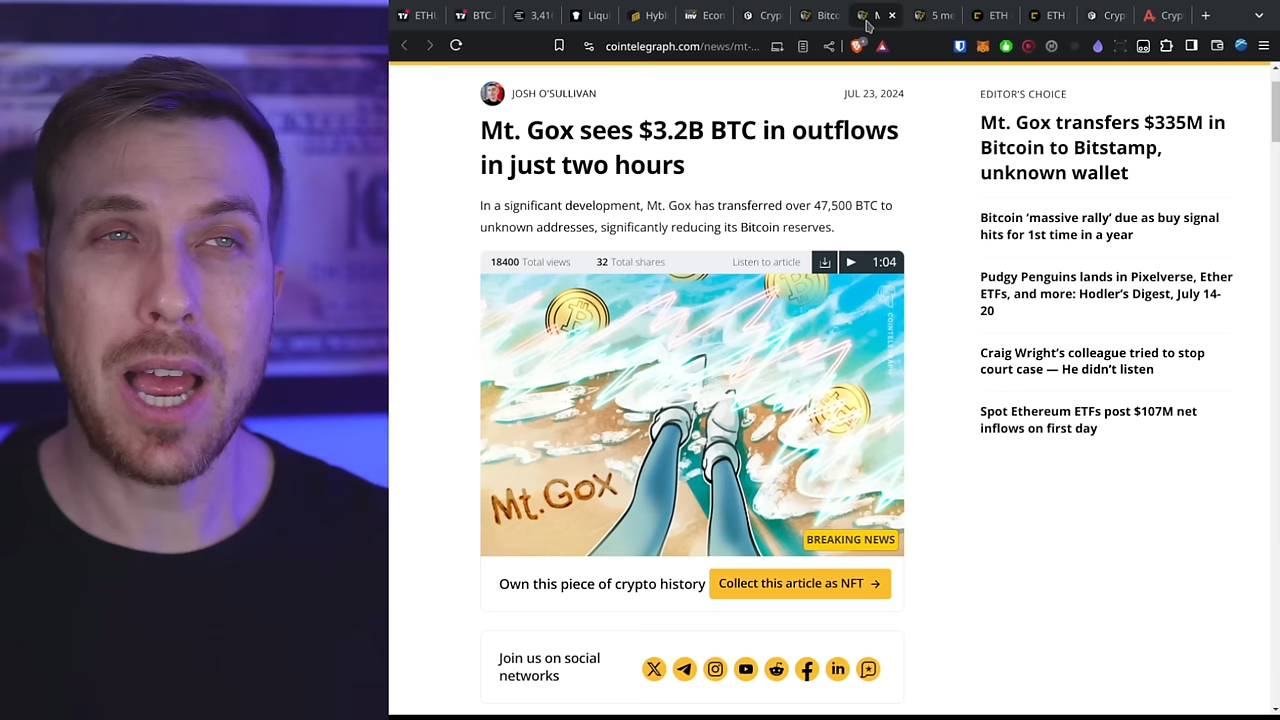 ETH(
BTC.
3,41(
Liqu
Hybl
Econ
Cryp
Bitco
5 me
ETH
ETH
Cryp
Cryp
cointelegraph.com/news/mt-...
JOSH O'SULLIVAN
JUL 23, 2024
Mt. Gox sees $3.2B BTC in outflows
in just two hours
In a significant development, Mt. Gox has transferred over 47,500 BTC to
unknown addresses, significantly reducing its Bitcoin reserves.
18400 Total views
32 Total shares
Listen to article
1:04
COINTELEGRAPH
Mt.Gox
BREAKING NEWS
Own this piece of crypto history
Collect this article as NFT →
Join us on social
networks
EDITOR'S CHOICE
Mt. Gox transfers $335M in
Bitcoin to Bitstamp,
unknown wallet
Bitcoin ‘massive rally’ due as buy signal
hits for 1st time in a year
Pudgy Penguins lands in Pixelverse, Ether
ETFs, and more: Hodler’s Digest, July 14-
20
Craig Wright’s colleague tried to stop
court case — He didn’t listen
Spot Ethereum ETFs post $107M net
inflows on first day